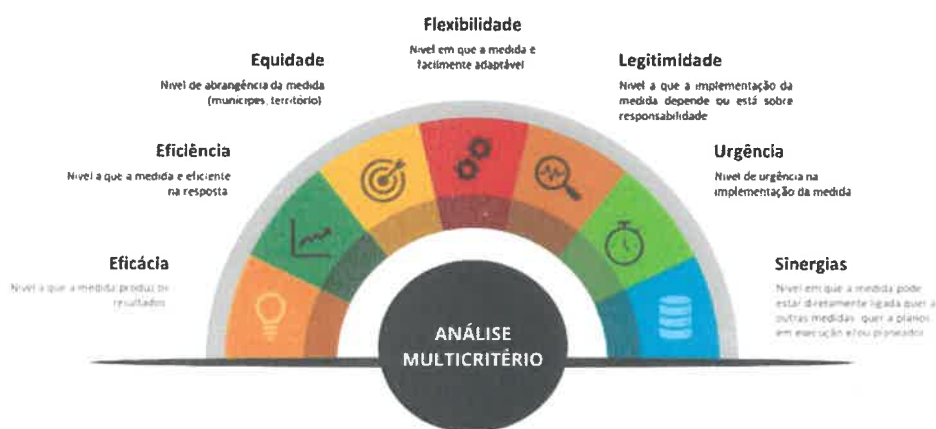 Flexibilidade
Nível em que a medida é
facilmente adaptável
Equidade
Nível de abrangência da medida
(munícipes, território)
Legitimidade
Nível a que a implementação da
medida depende ou está sobre
responsabilidade
Eficiência
Nível a que a medida é eficiente
na resposta
Urgência
Nível de urgência na
implementação da medida
Eficácia
Nível a que a medida produz os
resultados
Sinergias
Nível em que a medida pode
estar diretamente ligada quer a
outras medidas, quer a planos
em execução e/ou
ANÁLISE
MULTICRITÉRIO